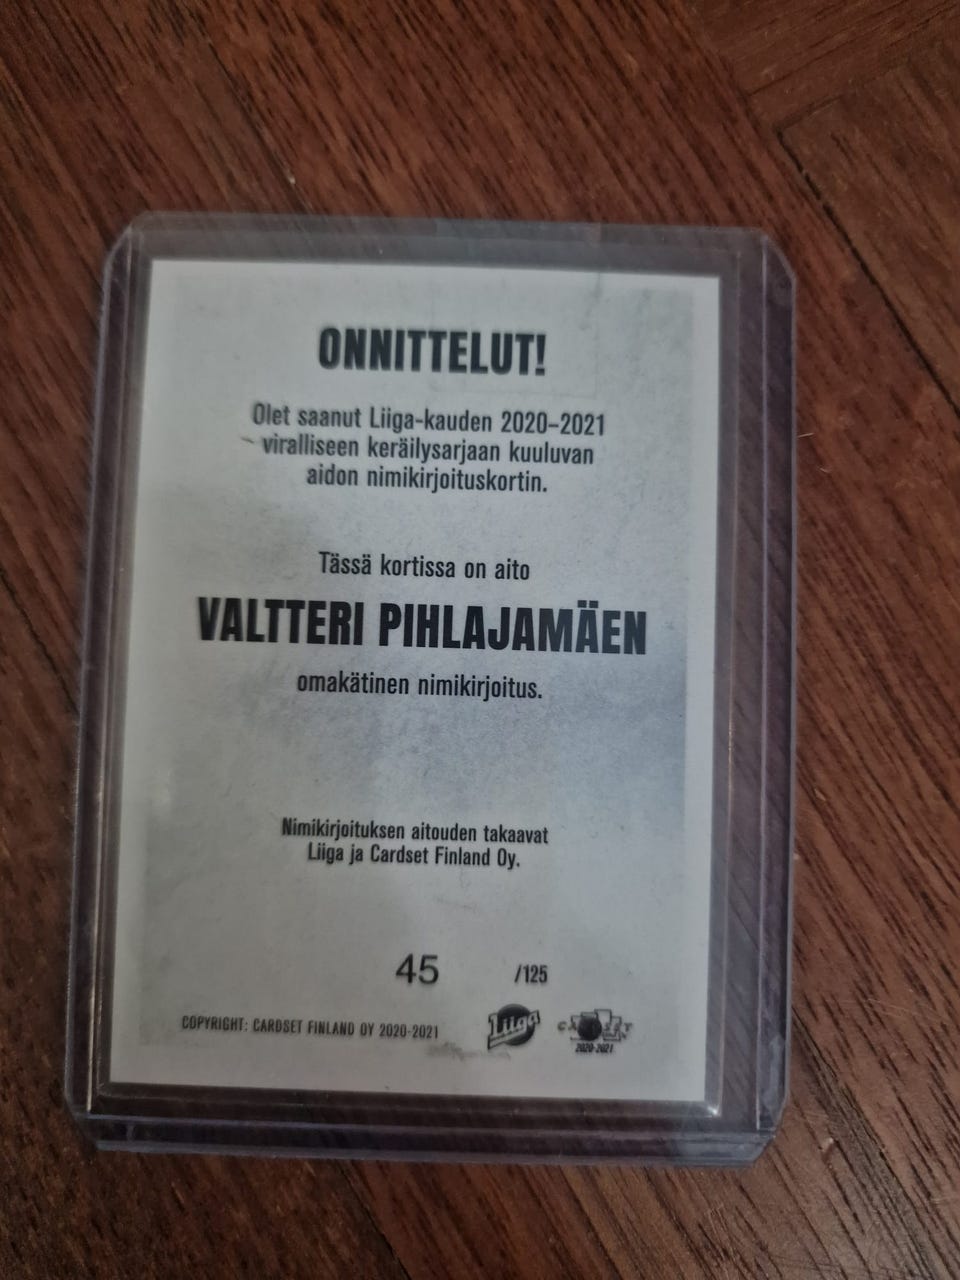 ONNITTELUT!
Olet saanut Liiga-kauden 2020–2021
viralliseen keräilysarjaan kuuluvan
aidon nimikirjoituskortin.
Tässä kortissa on aito
VALTTERI PIHLAJAMÄEN
omakätinen nimikirjoitus.
Nimikirjoituksen aitouden takaavat
Liiga ja Cardset Finland Oy.
45 /125
COPYRIGHT: CARDSET FINLAND OY 2020-2021
Liiga
CARDSET
2020-2021